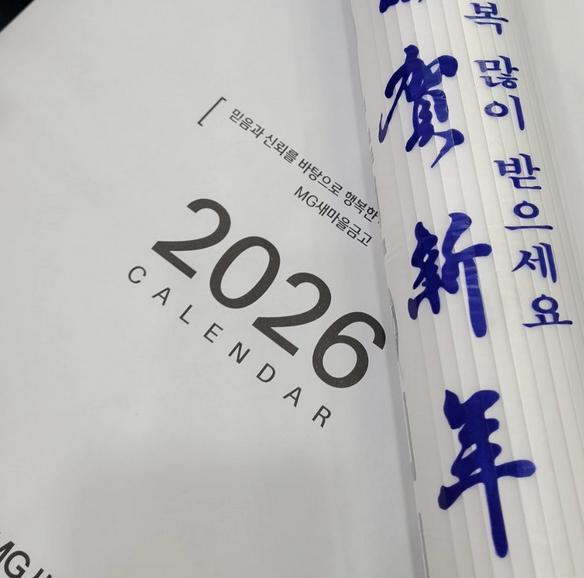 믿음과 신뢰를 바탕으로 행복한
MG새마을금고
2026
CALENDAR
賀新年
복 많이 받으세요
MG